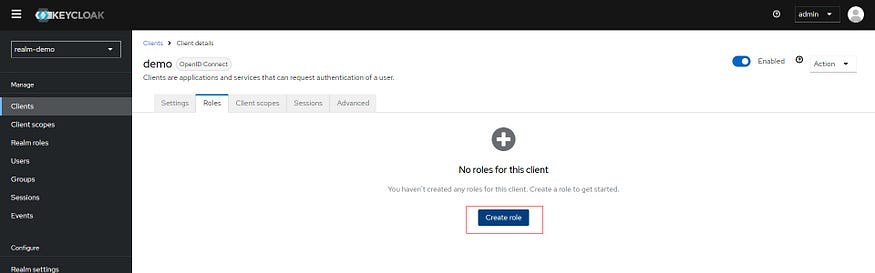 KEYCLOAK
admin
realm-demo
Manage
Clients
Client scopes
Realm roles
Users
Groups
Sessions
Events
Configure
Realm settings
Clients > Client details
demo OpenID Connect
Clients are applications and services that can request authentication of a user.
Enabled
Action
Settings Roles Client scopes Sessions Advanced
No roles for this client
You haven't created any roles for this client. Create a role to get started.
Create role